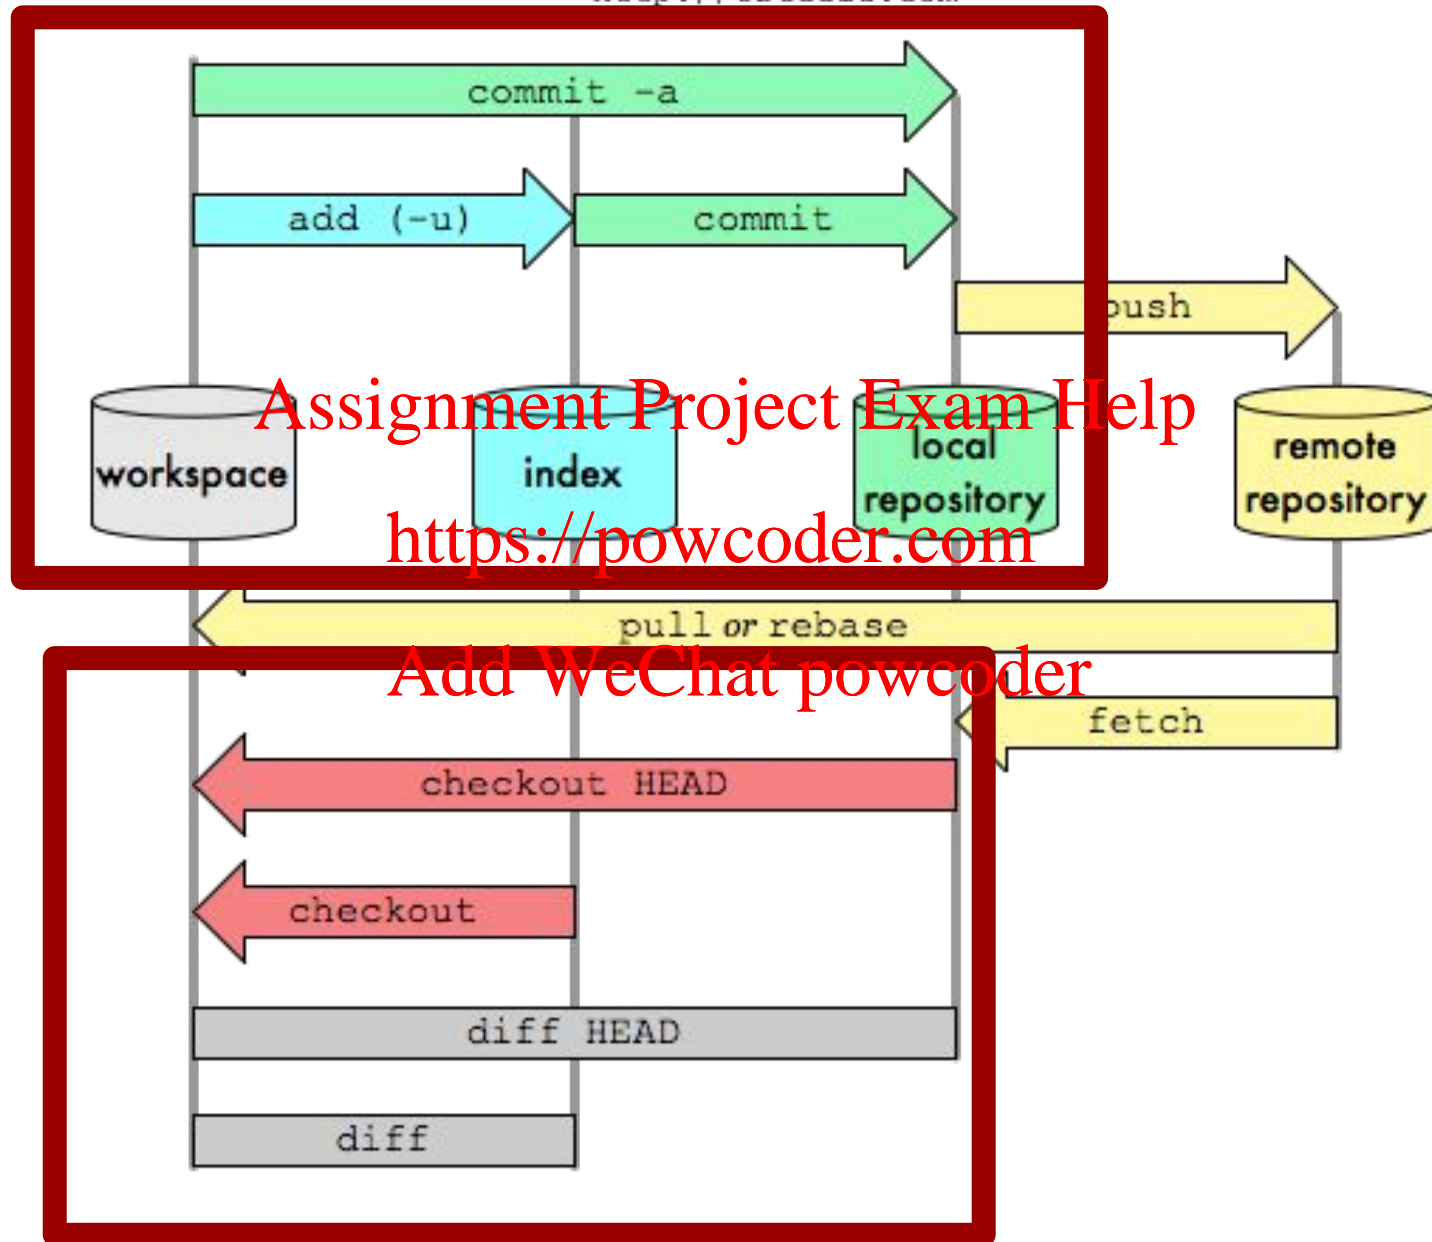 commit -a
add (-u)
commit
push
Assignment Project Exam Help
workspace
index
local
repository
remote
repository
https://powcoder.com
pull or rebase
Add WeChat powcoder
fetch
checkout HEAD
checkout
diff HEAD
diff